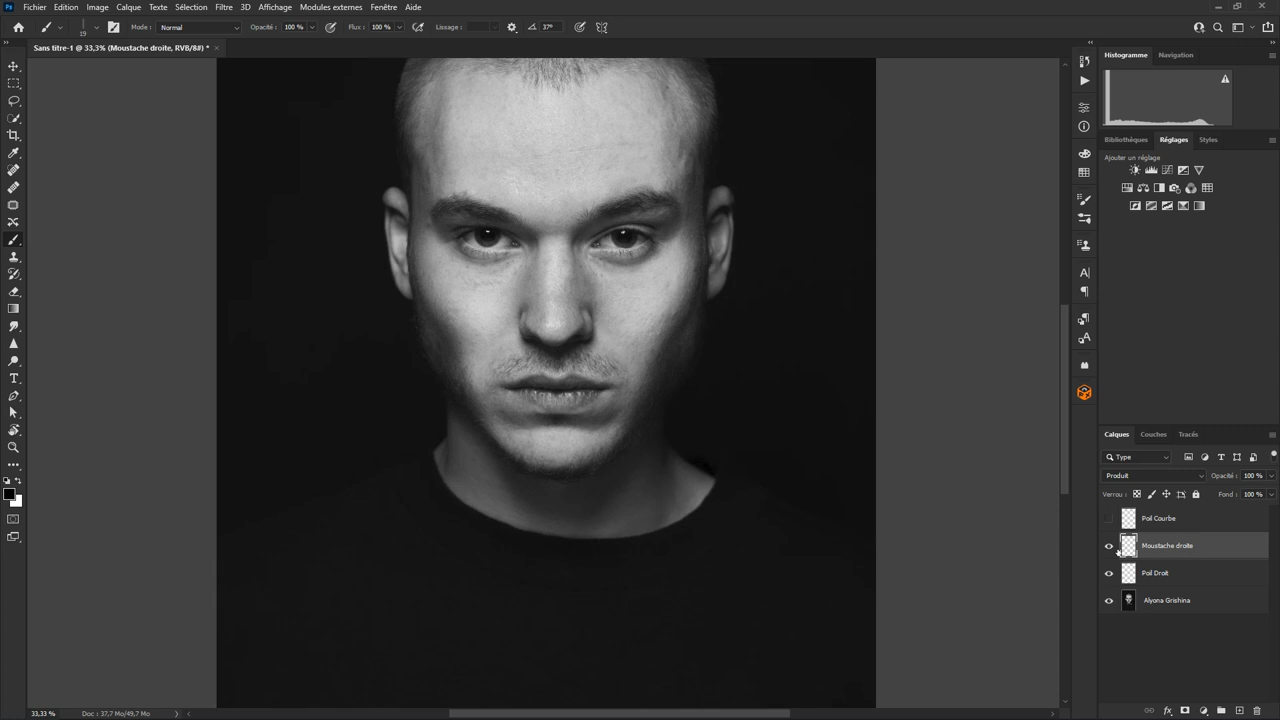 Ps Fichier Edition Image Calque Texte Sélection Filtre 3D Affichage Modules externes Fenêtre Aide
19 Mode : Normal Opacité : 100 % Flux : 100 % Lissage : 37°
Sans titre-1 @ 33,3% (Moustache droite, RVB/8#) * ×
Histogramme Navigation
Bibliothèques Réglages Styles
Ajouter un réglage
Calques Couches Tracés
Type
Produit Opacité : 100 %
Verrou : Fond : 100 %
Poil Courbe
Moustache droite
Poil Droit
Alyona Grishina
33,33 % Doc : 37,7 Mo/49,7 Mo